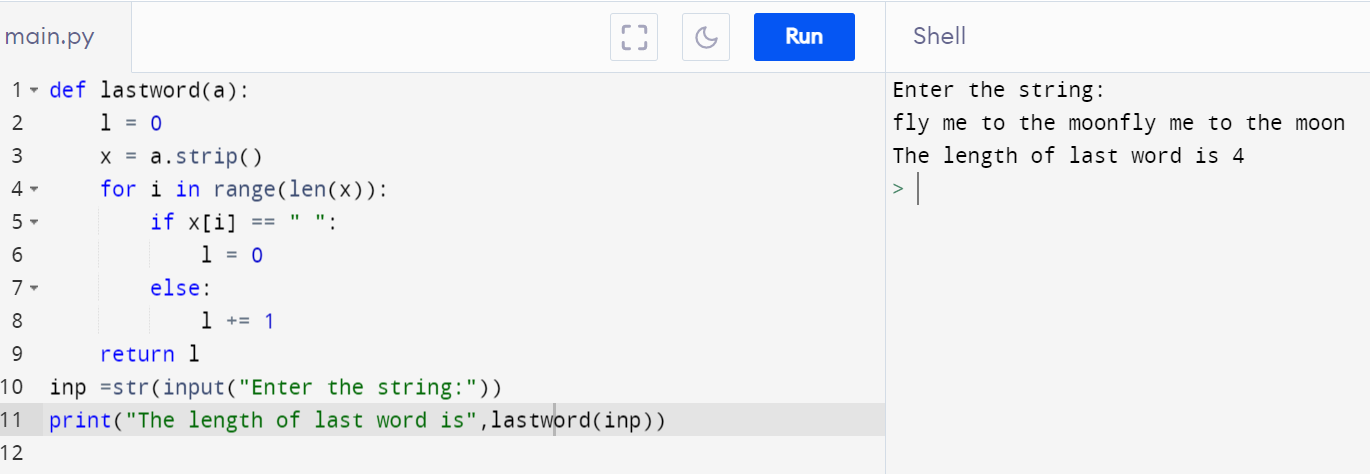 main.py
Run
Shell
1 def lastword(a):
2     l = 0
3     x = a.strip()
4     for i in range(len(x)):
5         if x[i] == " ":
6             l = 0
7         else:
8             l += 1
9     return l
10 inp =str(input("Enter the string:"))
11 print("The length of last word is",lastword(inp))
12
Enter the string:
fly me to the moonfly me to the moon
The length of last word is 4
>